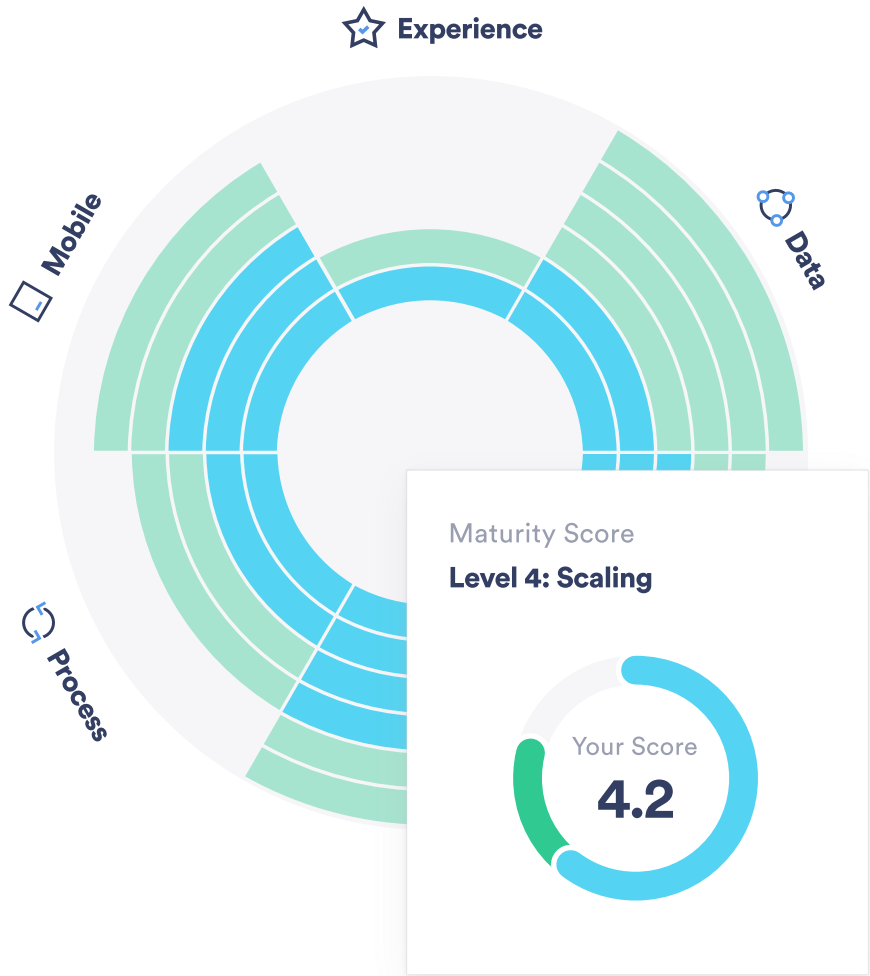 Experience
Mobile
Data
Process
Maturity Score
Level 4: Scaling
Your Score
4.2